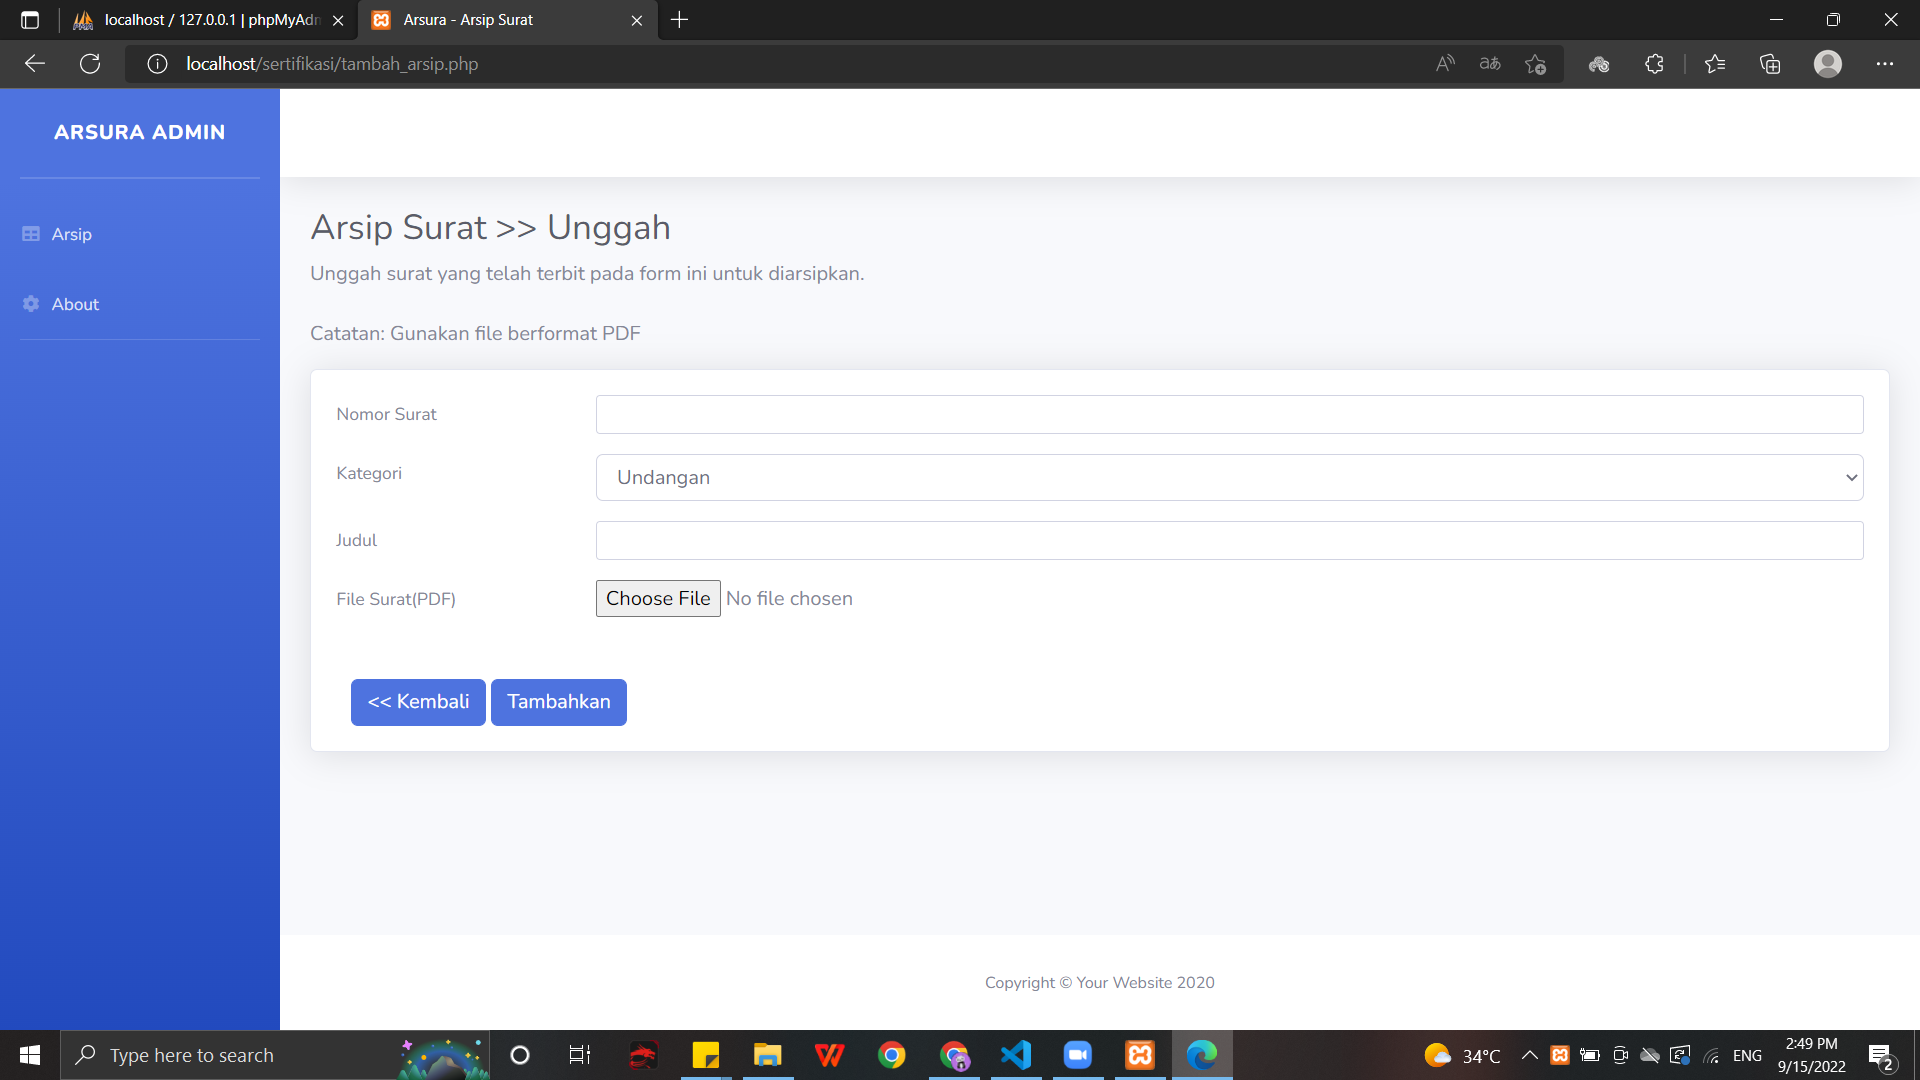 localhost / 127.0.0.1 | phpMyAdm
Arsura - Arsip Surat
localhost/sertifikasi/tambah_arsip.php
ARSURA ADMIN
Arsip
About
Arsip Surat >> Unggah
Unggah surat yang telah terbit pada form ini untuk diarsipkan.
Catatan: Gunakan file berformat PDF
Nomor Surat
Kategori
Undangan
Judul
File Surat(PDF)
Choose File No file chosen
<< Kembali
Tambahkan
Copyright © Your Website 2020
Type here to search
34°C
ENG
2:49 PM
9/15/2022
2